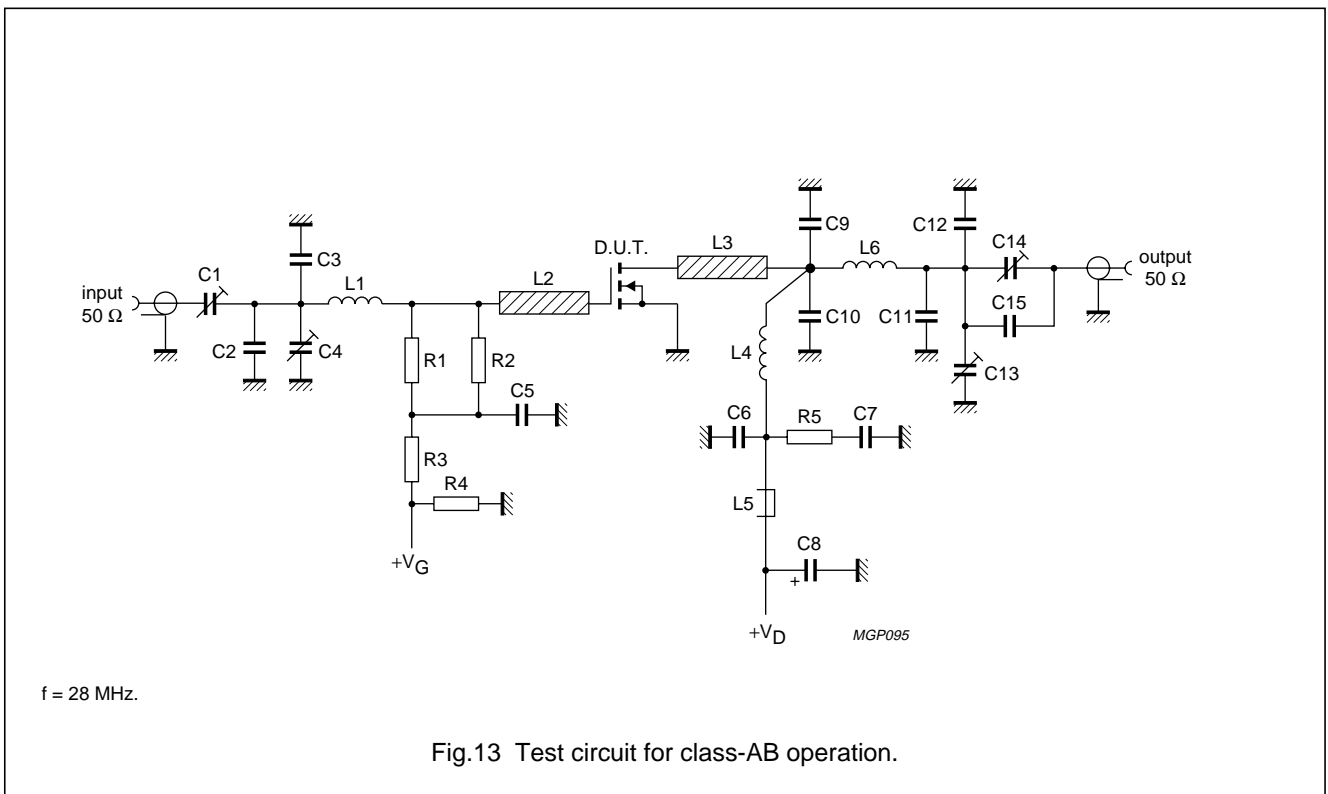 C9
C12
D.U.T.
L3
L6
C14
C3
C1
L1
output
50 Ω
input
50 Ω
L2
C15
C10
C11
C2
C4
R1
R2
L4
C13
C5
C6
R5
C7
R3
R4
L5
C8
+
+VG
+VD
MGP095
f = 28 MHz.
Fig.13 Test circuit for class-AB operation.